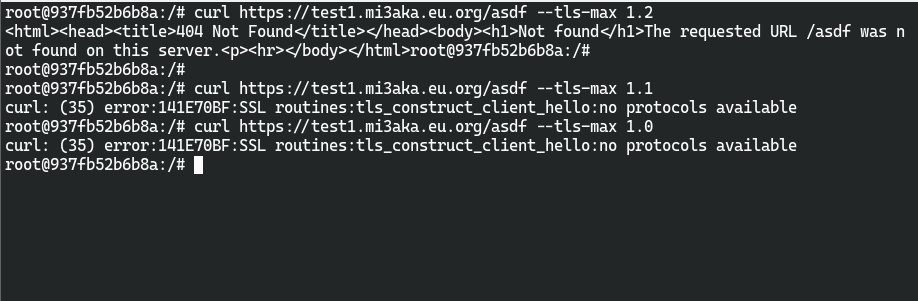 root@937fb52b6b8a:/# curl https://test1.mi3aka.eu.org/asdf --tls-max 1.2
<html><head><title>404 Not Found</title></head><body><h1>Not found</h1>The requested URL /asdf was n
ot found on this server.<p><hr></body></html>root@937fb52b6b8a:/#
root@937fb52b6b8a:/#
root@937fb52b6b8a:/# curl https://test1.mi3aka.eu.org/asdf --tls-max 1.1
curl: (35) error:141E70BF:SSL routines:tls_construct_client_hello:no protocols available
root@937fb52b6b8a:/# curl https://test1.mi3aka.eu.org/asdf --tls-max 1.0
curl: (35) error:141E70BF:SSL routines:tls_construct_client_hello:no protocols available
root@937fb52b6b8a:/#